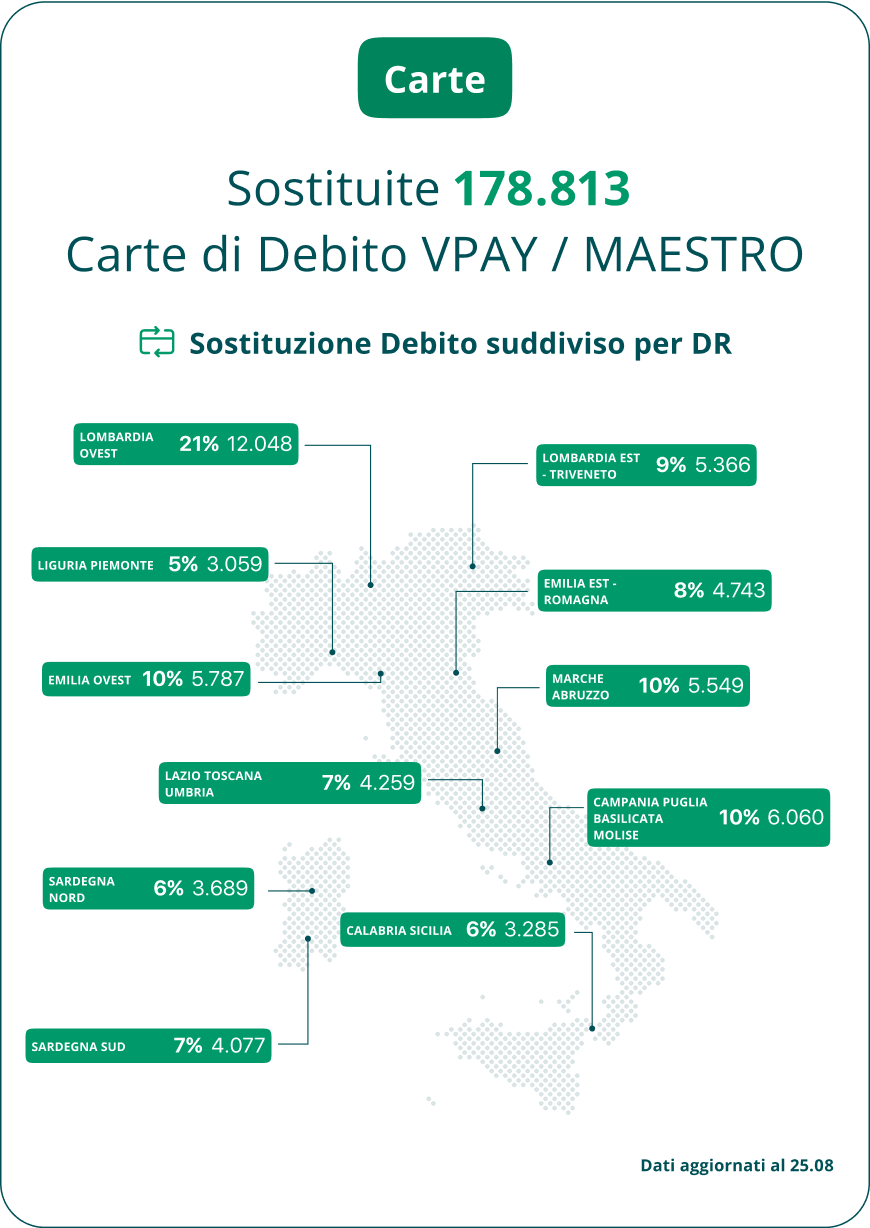 Carte
Sostituite 178.813
Carte di Debito VPAY / MAESTRO
Sostituzione Debito suddiviso per DR
LOMBARDIA
OVEST
21% 12.048
LOMBARDIA EST
- TRIVENETO
9% 5.366
LIGURIA PIEMONTE 5% 3.059
EMILIA EST -
ROMAGNA
8% 4.743
EMILIA OVEST 10% 5.787
MARCHE
ABRUZZO
10% 5.549
LAZIO TOSCANA
UMBRIA
7% 4.259
CAMPANIA PUGLIA
BASILICATA
MOLISE
10% 6.060
SARDEGNA
NORD
6% 3.689
CALABRIA SICILIA 6% 3.285
SARDEGNA SUD 7% 4.077
Dati aggiornati al 25.08